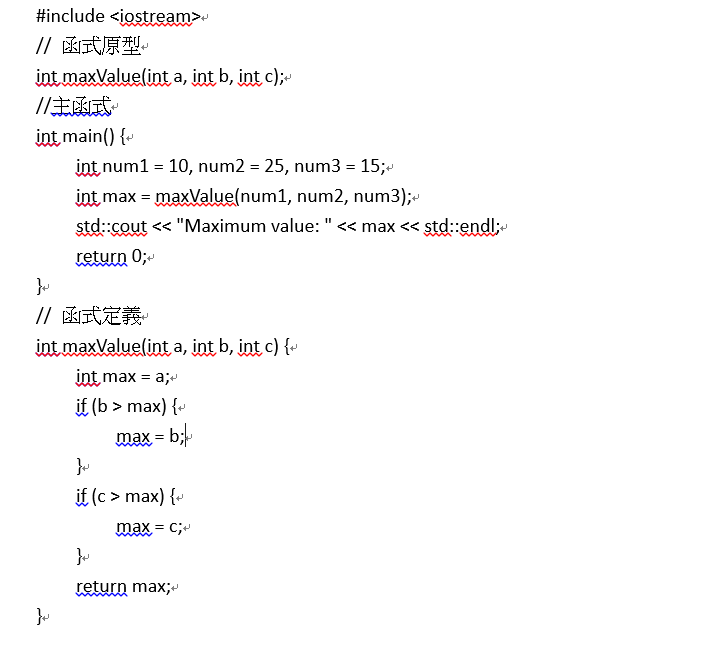 #include <iostream>
// 函式原型
int maxValue(int a, int b, int c);
//主函式
int main() {
int num1 = 10, num2 = 25, num3 = 15;
int max = maxValue(num1, num2, num3);
std::cout << "Maximum value: " << max << std::endl;
return 0;
}
// 函式定義
int maxValue(int a, int b, int c) {
int max = a;
if (b > max) {
max = b;
}
if (c > max) {
max = c;
}
return max;
}